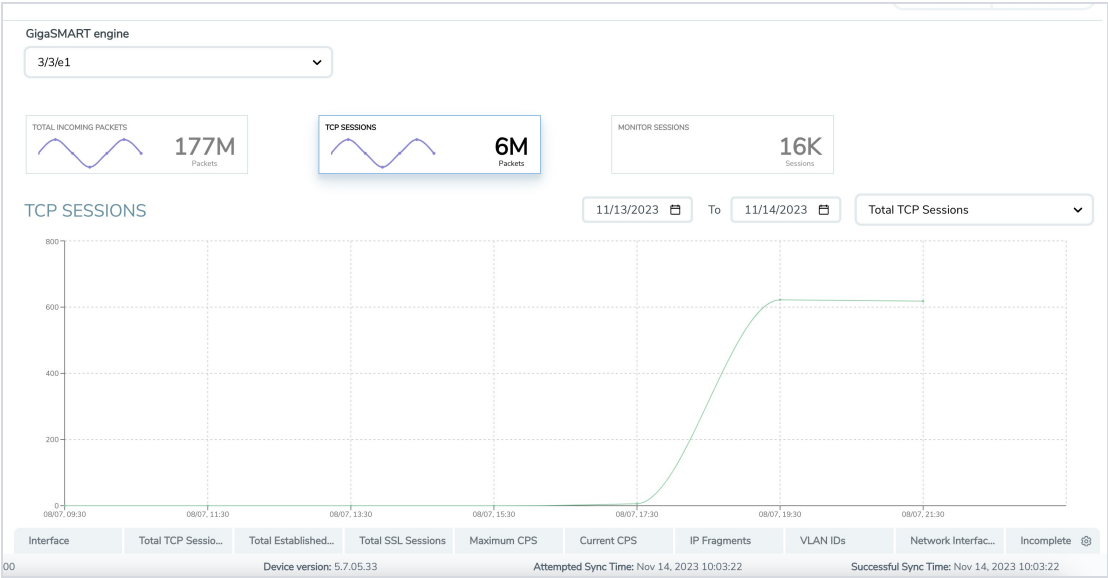 GigaSMART engine
3/3/e1
TOTAL INCOMING PACKETS
177M
Packets
TCP SESSIONS
6M
Packets
MONITOR SESSIONS
16K
Sessions
TCP SESSIONS
11/13/2023 To 11/14/2023 Total TCP Sessions
800
600
400
200
0
08/07, 09:30 08/07, 11:30 08/07, 13:30 08/07, 15:30 08/07, 17:30 08/07, 19:30 08/07, 21:30
Interface Total TCP Sessio... Total Established... Total SSL Sessions Maximum CPS Current CPS IP Fragments VLAN IDs Network Interfac... Incomplete
00 Device version: 5.7.05.33 Attempted Sync Time: Nov 14, 2023 10:03:22 Successful Sync Time: Nov 14, 2023 10:03:22